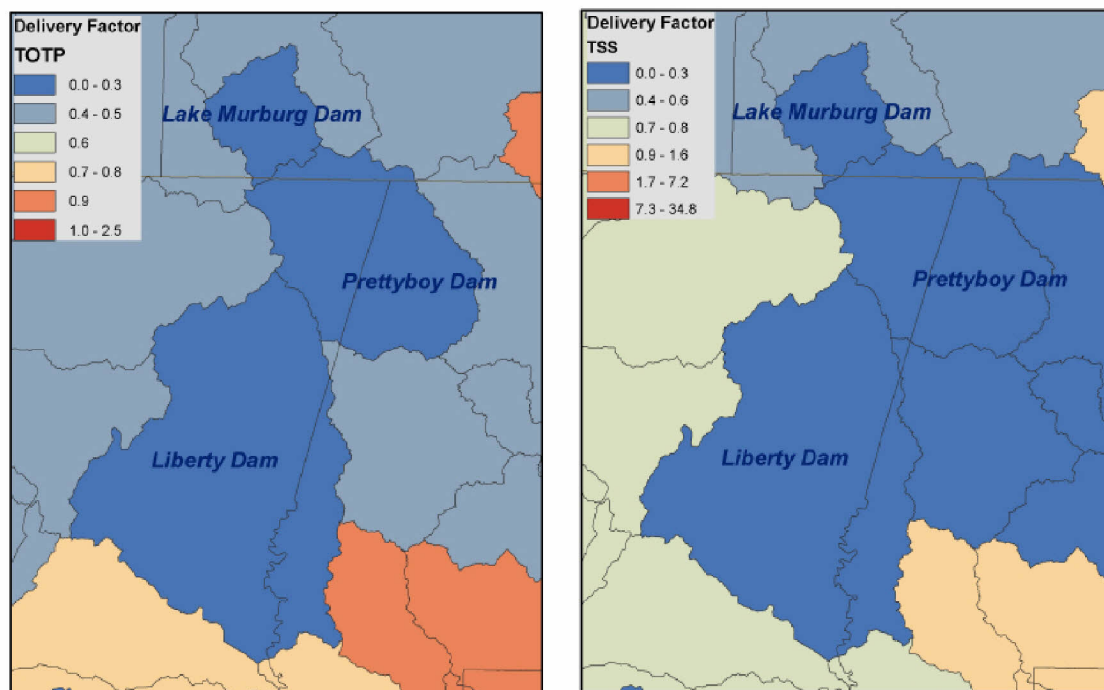 Delivery Factor
TOTP
0.0 - 0.3
0.4 - 0.5
0.6
0.7 - 0.8
0.9
1.0 - 2.5
Lake Murburg Dam
Prettyboy Dam
Liberty Dam
Delivery Factor
TSS
0.0 - 0.3
0.4 - 0.6
0.7 - 0.8
0.9 - 1.6
1.7 - 7.2
7.3 - 34.8
Lake Murburg Dam
Prettyboy Dam
Liberty Dam